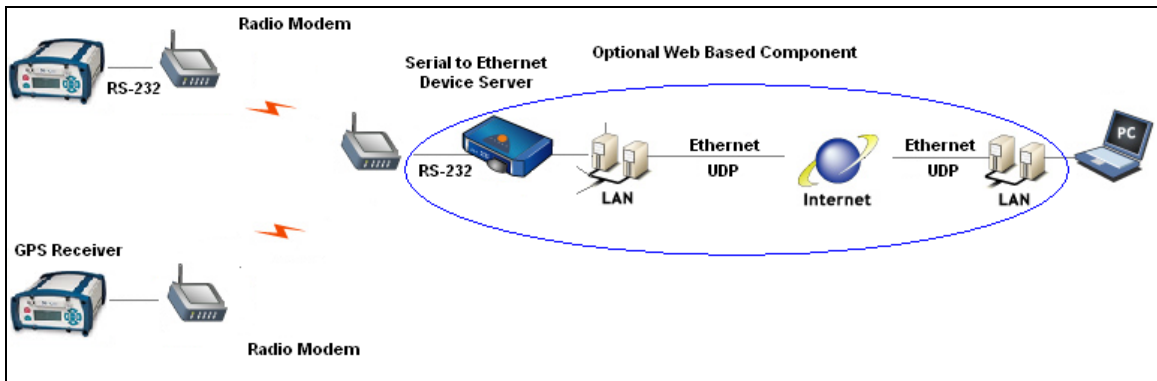 Radio Modem
RS-232
Serial to Ethernet
Device Server
Optional Web Based Component
RS-232
LAN
Ethernet
UDP
Internet
Ethernet
UDP
LAN
PC
GPS Receiver
Radio Modem